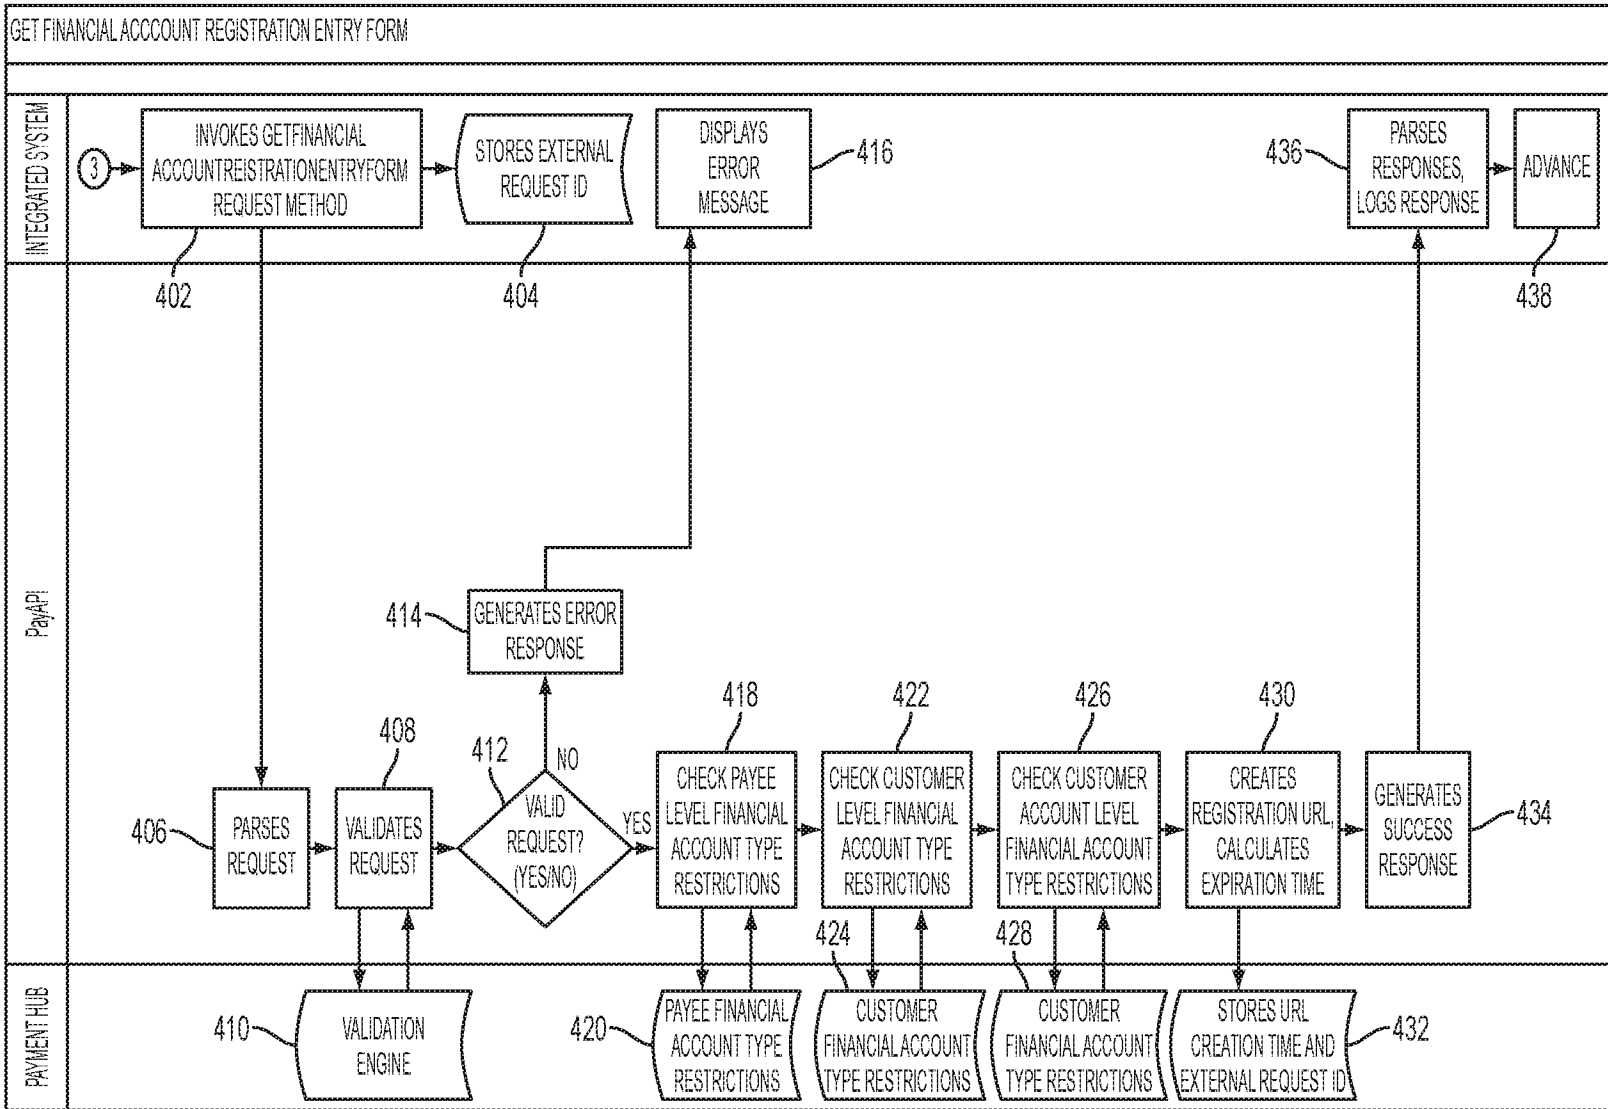 GET FINANCIAL ACCCOUNT REGISTRATION ENTRY FORM
INTEGRATED SYSTEM
3
INVOKES GETFINANCIAL
ACCOUNTREISTRATIONENTRYFORM
REQUEST METHOD
402
STORES EXTERNAL
REQUEST ID
404
DISPLAYS
ERROR
MESSAGE
416
436
PARSES
RESPONSES,
LOGS RESPONSE
ADVANCE
438
PayAPI
414
GENERATES ERROR
RESPONSE
406
PARSES
REQUEST
408
VALIDATES
REQUEST
412
NO
VALID
REQUEST?
(YES/NO)
YES
418
CHECK PAYEE
LEVEL FINANCIAL
ACCOUNT TYPE
RESTRICTIONS
422
CHECK CUSTOMER
LEVEL FINANCIAL
ACCOUNT TYPE
RESTRICTIONS
426
CHECK CUSTOMER
ACCOUNT LEVEL
FINANCIAL ACCOUNT
TYPE RESTRICTIONS
430
CREATES
REGISTRATION URL,
CALCULATES
EXPIRATION TIME
GENERATES
SUCCESS
RESPONSE
434
PAYMENT HUB
410
VALIDATION
ENGINE
420
PAYEE FINANCIAL
ACCOUNT TYPE
RESTRICTIONS
424
CUSTOMER
FINANCIAL ACCOUNT
TYPE RESTRICTIONS
428
CUSTOMER
FINANCIAL ACCOUNT
TYPE RESTRICTIONS
STORES URL
CREATION TIME AND
EXTERNAL REQUEST ID
432